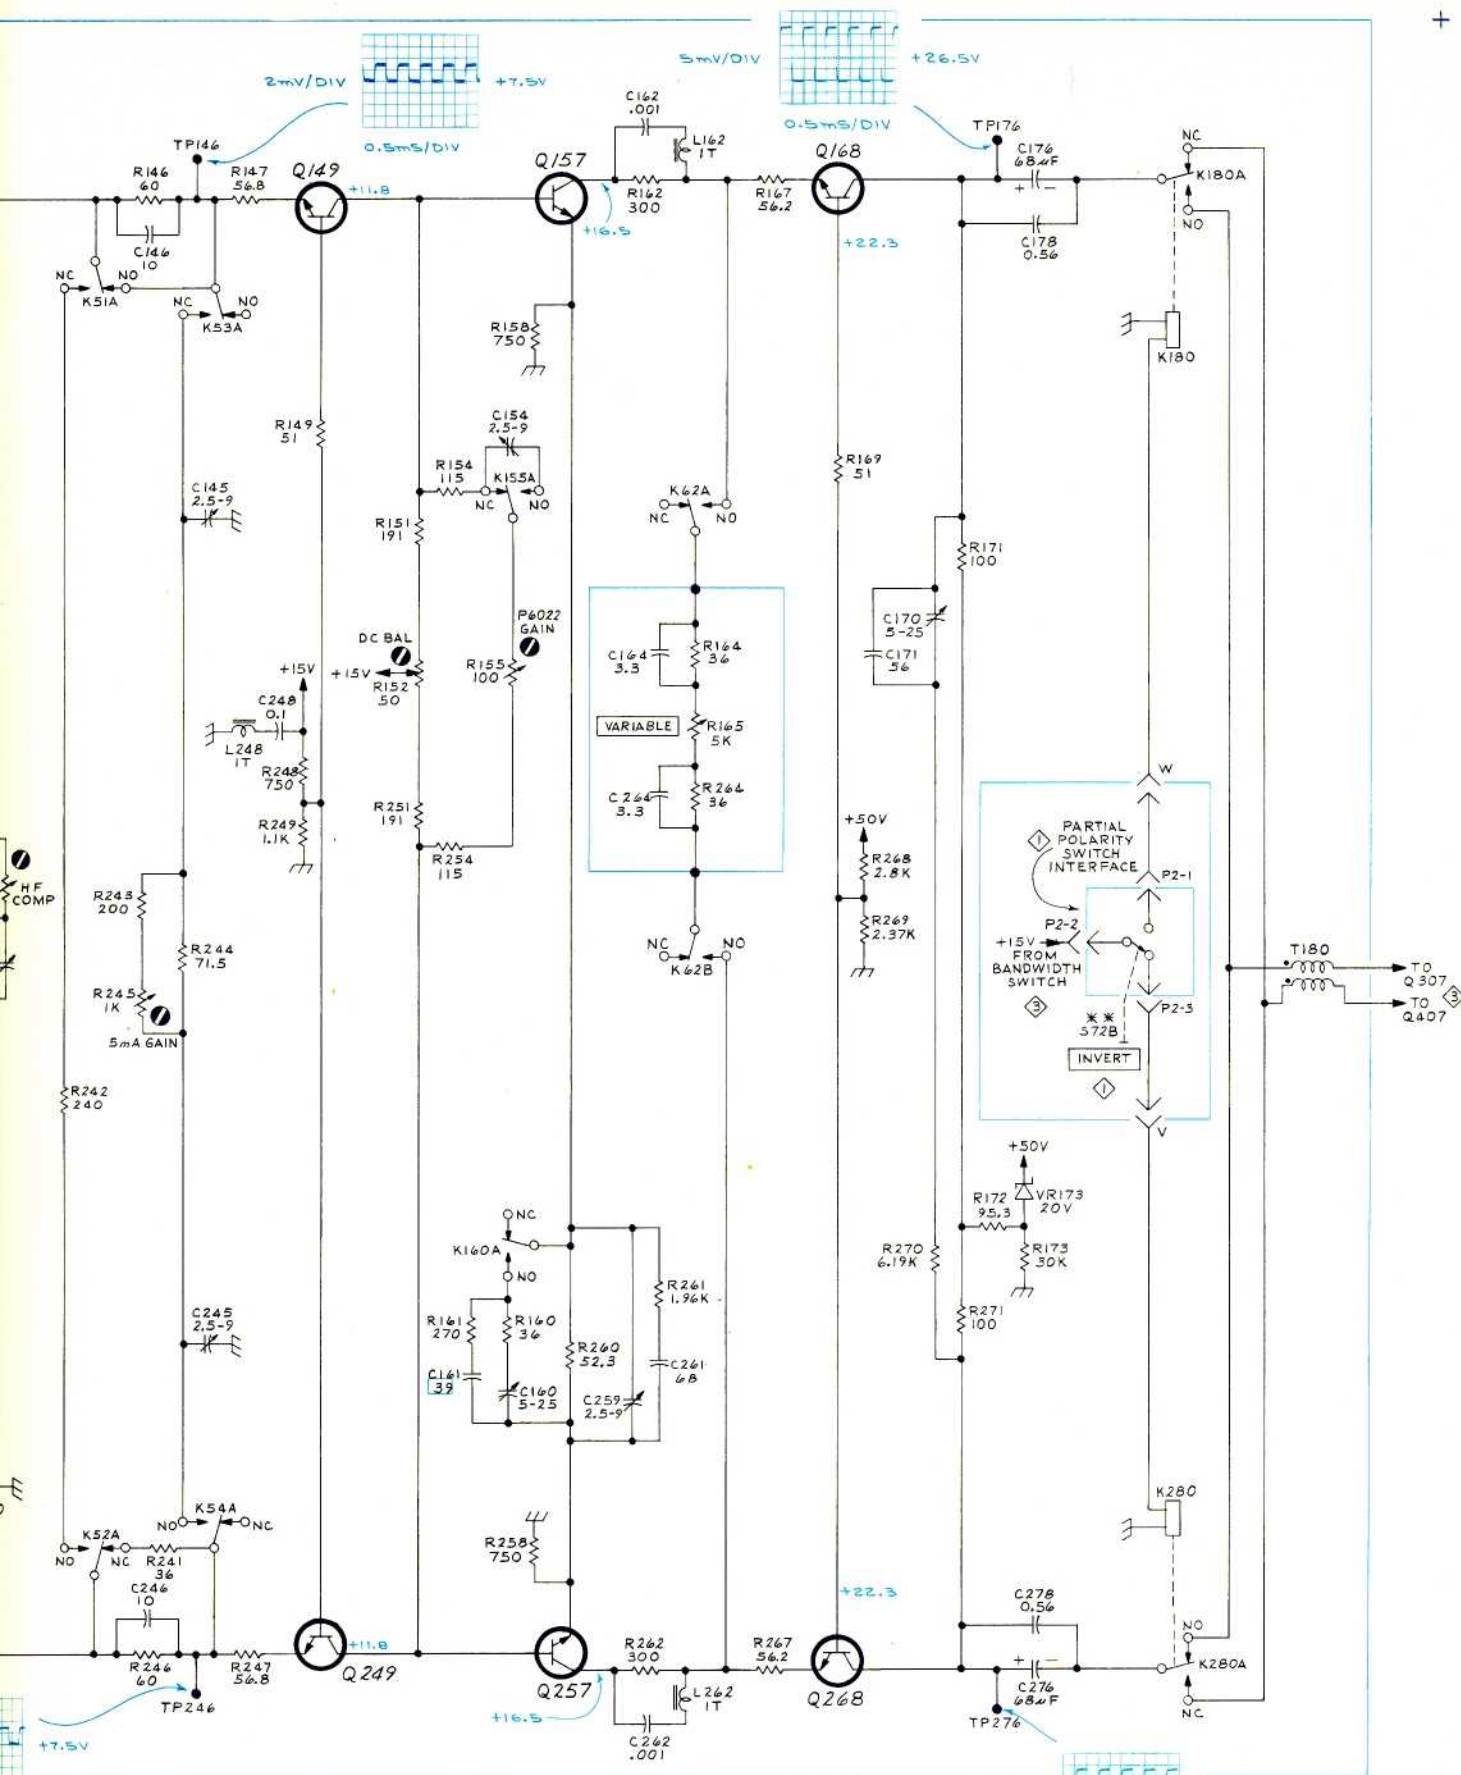 5mV/DIV
+26.5V
0.5mS/DIV
2mV/DIV
+7.5V
0.5mS/DIV
TP146
R146
60
R147
56.8
Q149
+11.8
C146
10
NC
NO
K51A
NC
NO
K53A
C162
.001
L162
1T
Q157
R162
300
+16.5
R167
56.2
Q168
+22.3
TP176
C176
68µF
+ −
C178
0.56
NC
K180A
NO
K180
R158
750
R149
51
C154
2.5-9
R154
115
K155A
NC
NO
C145
2.5-9
R151
191
K62A
NC
NO
R169
51
R171
100
C170
5-25
C171
56
P6022
GAIN
DC BAL
+15V
R152
50
R155
100
C164
3.3
R164
36
VARIABLE
R165
5K
C264
3.3
R264
36
+15V
C248
0.1
L248
1T
R248
750
R249
1.1K
R251
191
R254
115
+50V
R268
2.8K
R269
2.37K
NC
NO
K62B
HF
COMP
R243
200
R244
71.5
R245
1K
5mA GAIN
R242
240
W
1
PARTIAL
POLARITY
SWITCH
INTERFACE
P2-1
P2-2
+15V
FROM
BANDWIDTH
SWITCH
3
P2-3
**
S72B
INVERT
1
V
T180
TO
Q307
3
TO
Q407
+50V
R172
95.3
VR173
20V
R173
30K
R270
6.19K
R271
100
NC
K160A
NO
R161
270
R160
36
C161
39
C160
5-25
R260
52.3
R261
1.96K
C261
68
C259
2.5-9
C245
2.5-9
K280
K54A
NO
NC
K52A
NO
NC
R241
36
C246
10
R246
60
R247
56.8
TP246
+7.5V
+11.8
Q249
R258
750
Q257
+16.5
R262
300
L262
1T
C262
.001
R267
56.2
+22.3
Q268
C278
0.56
+ −
C276
68µF
TP276
NO
K280A
NC